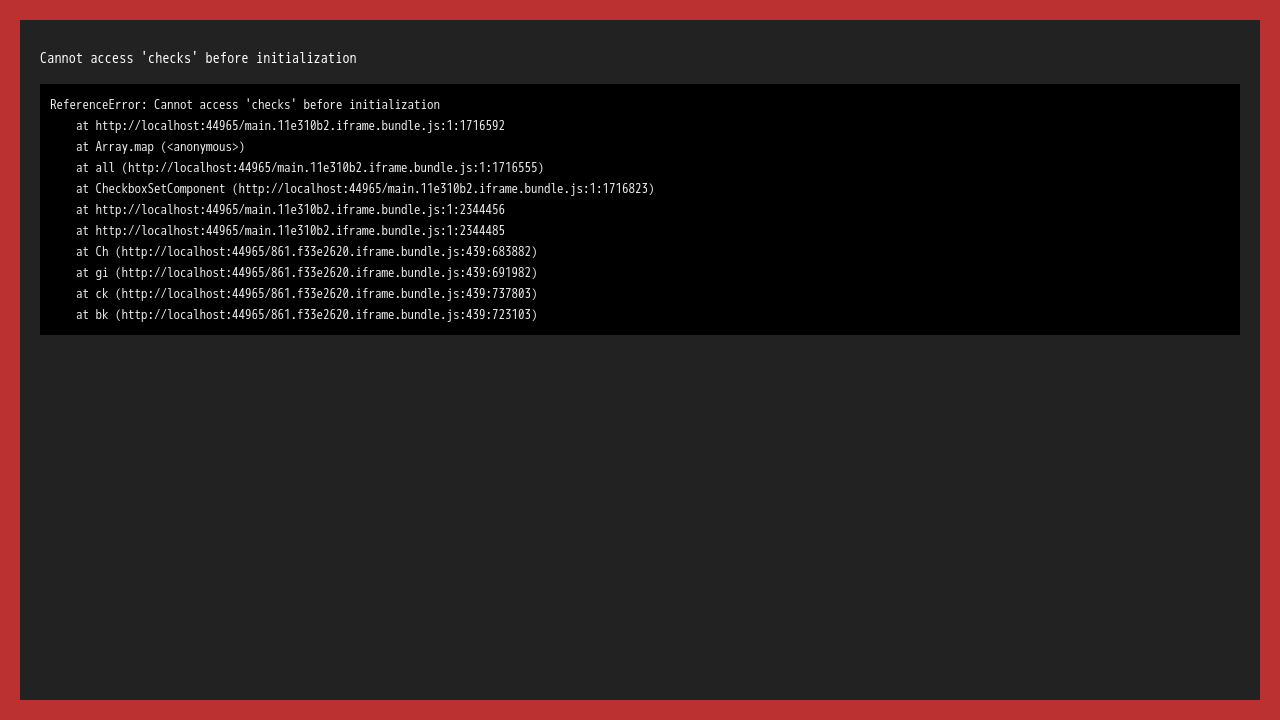 Cannot access 'checks' before initialization
ReferenceError: Cannot access 'checks' before initialization
at http://localhost:44965/main.11e310b2.iframe.bundle.js:1:1716592
at Array.map (<anonymous>)
at all (http://localhost:44965/main.11e310b2.iframe.bundle.js:1:1716555)
at CheckboxSetComponent (http://localhost:44965/main.11e310b2.iframe.bundle.js:1:1716823)
at http://localhost:44965/main.11e310b2.iframe.bundle.js:1:2344456
at http://localhost:44965/main.11e310b2.iframe.bundle.js:1:2344485
at Ch (http://localhost:44965/861.f33e2620.iframe.bundle.js:439:683882)
at gi (http://localhost:44965/861.f33e2620.iframe.bundle.js:439:691982)
at ck (http://localhost:44965/861.f33e2620.iframe.bundle.js:439:737803)
at bk (http://localhost:44965/861.f33e2620.iframe.bundle.js:439:723103)